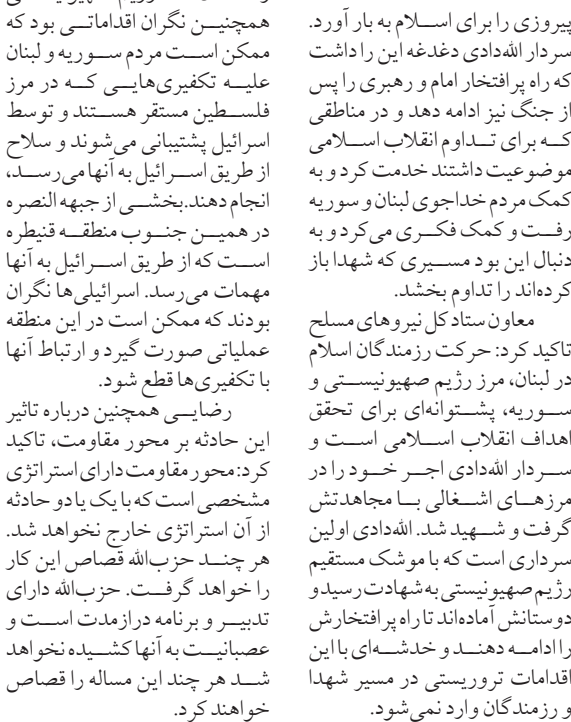 پیروزی را برای اسلام به بار آورد.
سردار الله‌دادی دغدغه این را داشت
که راه پرافتخار امام و رهبری را پس
از جنگ نیز ادامه دهد و در مناطقی
که برای تداوم انقلاب اسلامی
موضوعیت داشتند خدمت کرد و به
کمک مردم خداجوی لبنان و سوریه
رفت و کمک فکری می‌کرد و به
دنبال این بود مسیری که شهدا باز
کرده‌اند را تداوم بخشد.
معاون ستاد کل نیروهای مسلح
تاکید کرد: حرکت رزمندگان اسلام
در لبنان، مرز رژیم صهیونیستی و
سوریه، پشتوانه‌ای برای تحقق
اهداف انقلاب اسلامی است و
سردار الله‌دادی اجر خود را در
مرزهای اشغالی با مجاهدتش
گرفت و شهید شد. الله‌دادی اولین
سرداری است که با موشک مستقیم
رژیم صهیونیستی به شهادت رسید و
دوستانش آماده‌اند تا راه پرافتخارش
را ادامه دهند و خدشه‌ای با این
اقدامات تروریستی در مسیر شهدا
و رزمندگان وارد نمی‌شود.
همچنین نگران اقداماتی بود که
ممکن است مردم سوریه و لبنان
علیه تکفیری‌هایی که در مرز
فلسطین مستقر هستند و توسط
اسرائیل پشتیبانی می‌شوند و سلاح
از طریق اسرائیل به آنها می‌رسد،
انجام دهند.بخشی از جبهه النصره
در همین جنوب منطقه قنیطره
است که از طریق اسرائیل به آنها
مهمات می‌رسد. اسرائیلی‌ها نگران
بودند که ممکن است در این منطقه
عملیاتی صورت گیرد و ارتباط آنها
با تکفیری‌ها قطع شود.
رضایی همچنین درباره تاثیر
این حادثه بر محور مقاومت، تاکید
کرد:محور مقاومت دارای استراتژی
مشخصی است که با یک یا دو حادثه
از آن استراتژی خارج نخواهد شد.
هر چند حزب‌الله قصاص این کار
را خواهد گرفت. حزب‌الله دارای
تدبیر و برنامه درازمدت است و
عصبانیت به آنها کشیده نخواهد
شد هر چند این مساله را قصاص
خواهند کرد.